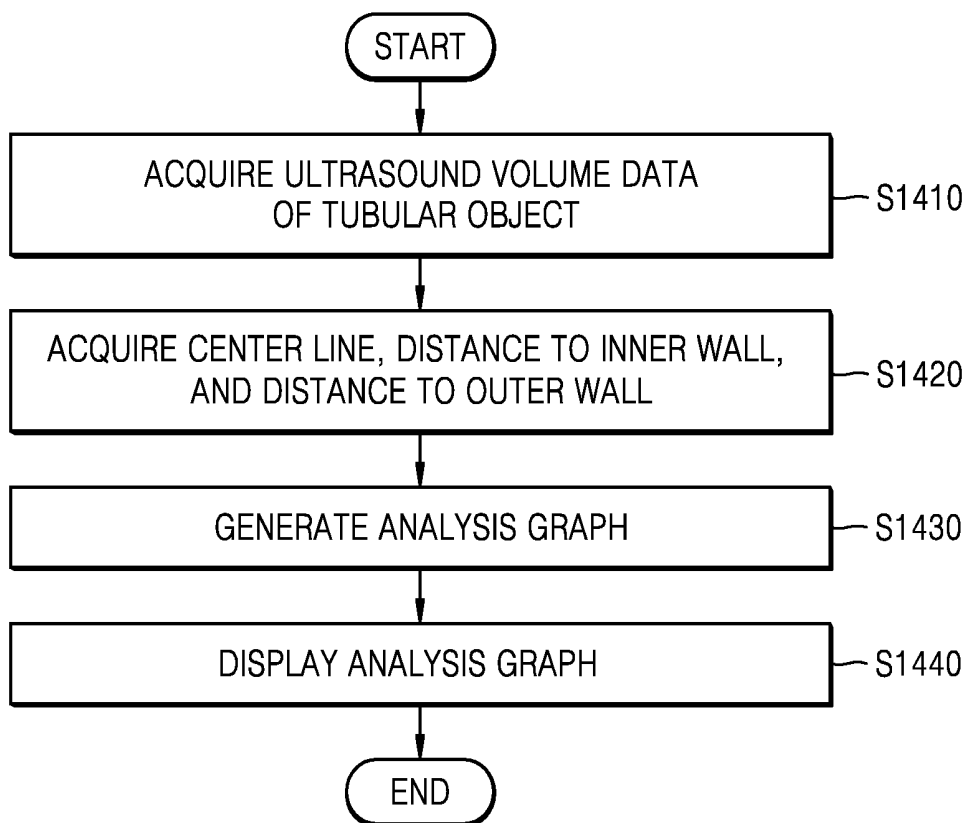 START
ACQUIRE ULTRASOUND VOLUME DATA
OF TUBULAR OBJECT
S1410
ACQUIRE CENTER LINE, DISTANCE TO INNER WALL,
AND DISTANCE TO OUTER WALL
S1420
GENERATE ANALYSIS GRAPH
S1430
DISPLAY ANALYSIS GRAPH
S1440
END